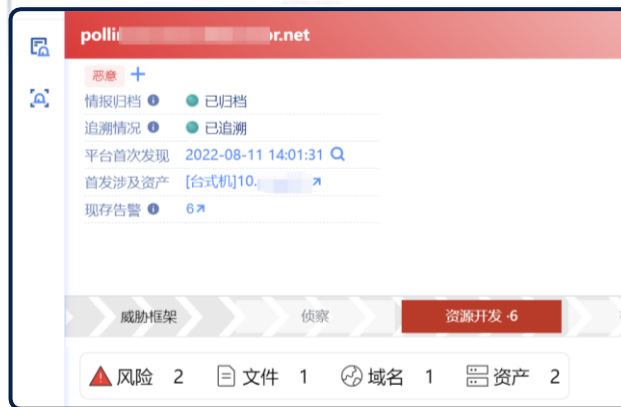 恶意
情报归档 已归档
追溯情况 已追溯
平台首次发现 2022-08-11 14:01:31
首发涉及资产 [台式机]10.
现存告警 6
威胁框架 侦察 资源开发 ·6
风险 2 文件 1 域名 1 资产 2